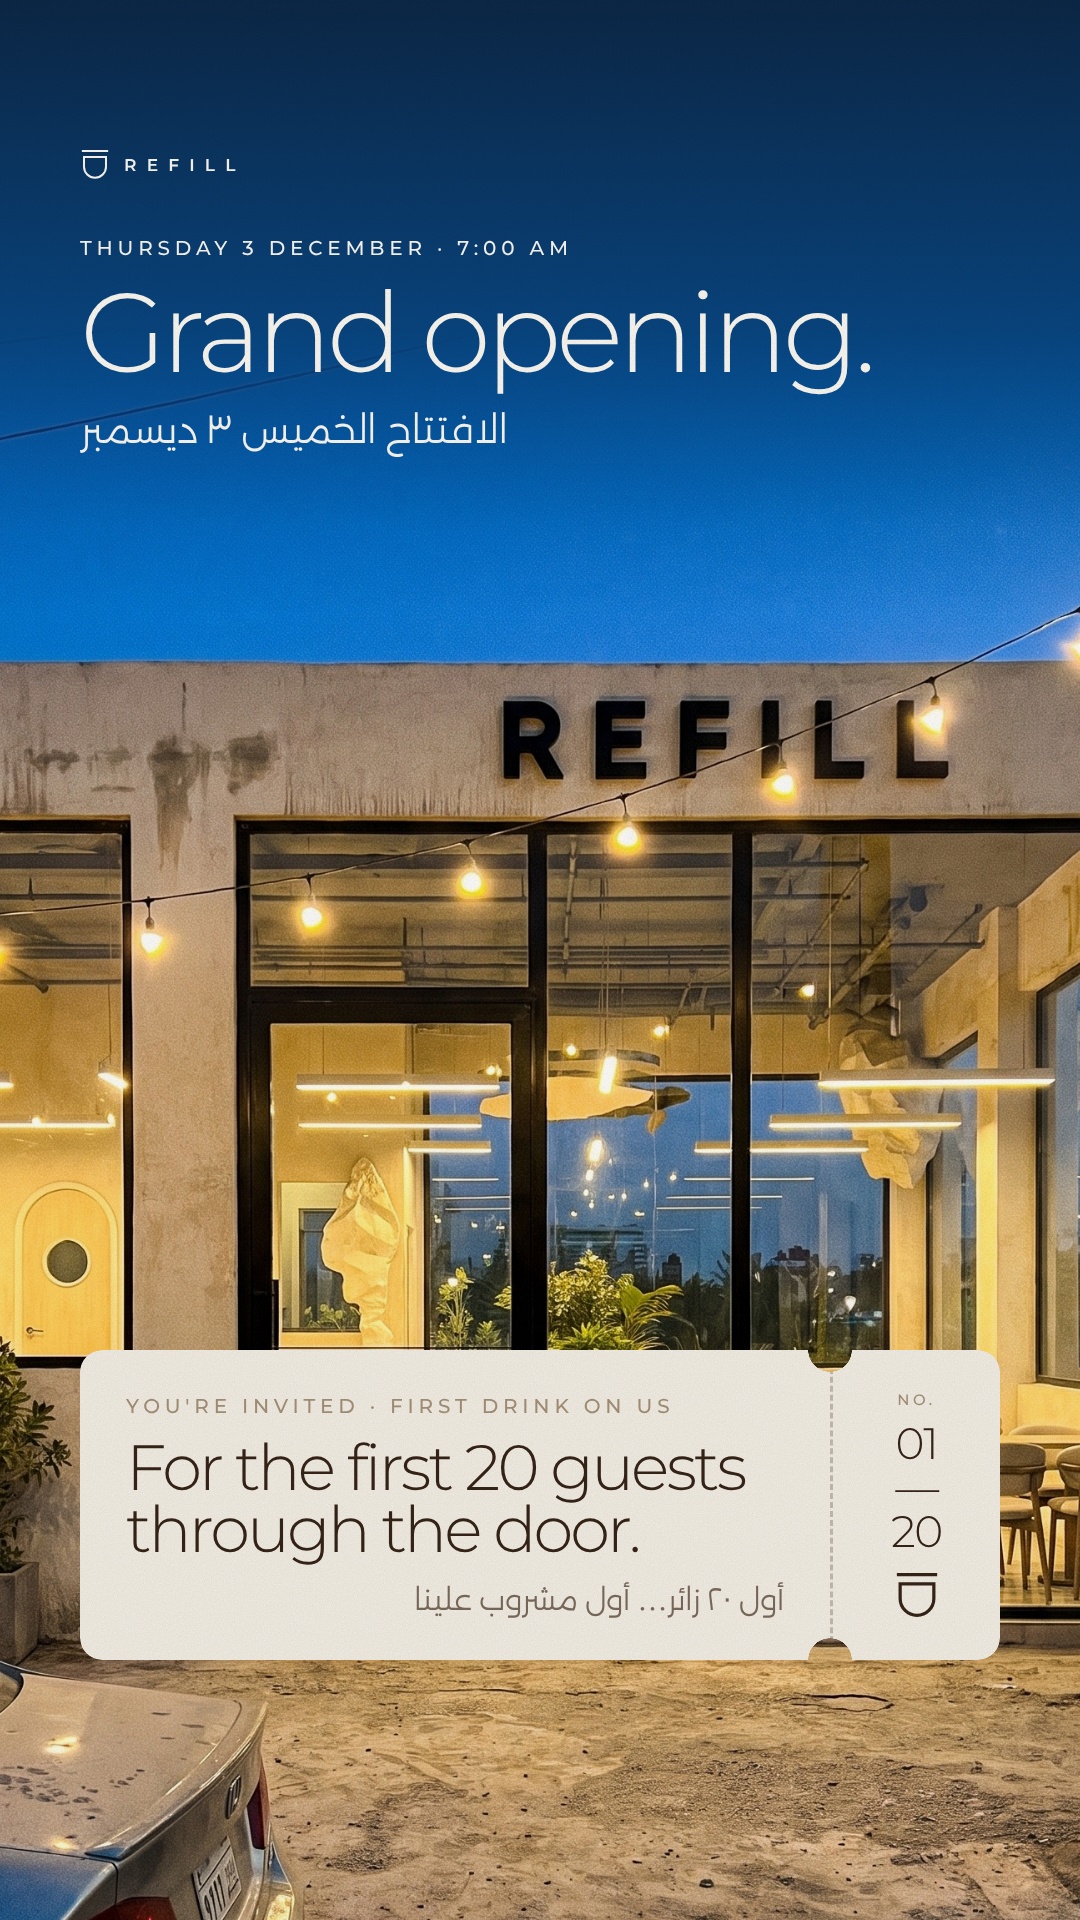 REFILL
THURSDAY 3 DECEMBER · 7:00 AM
Grand opening.
الافتتاح الخميس ٣ ديسمبر
REFILL
YOU'RE INVITED · FIRST DRINK ON US
For the first 20 guests
through the door.
أول ٢٠ زائر... أول مشروب علينا
NO.
01
20